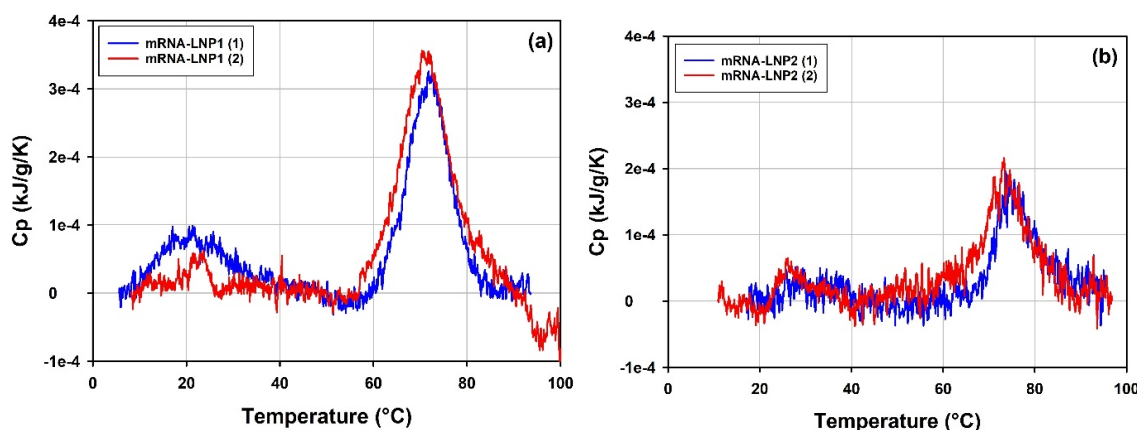 4e-4
3e-4
2e-4
1e-4
0
-1e-4
Cp (kJ/g/K)
mRNA-LNP1 (1)
mRNA-LNP1 (2)
(a)
0 20 40 60 80 100
Temperature (°C)
4e-4
3e-4
2e-4
1e-4
0
-1e-4
Cp (kJ/g/K)
mRNA-LNP2 (1)
mRNA-LNP2 (2)
(b)
0 20 40 60 80 100
Temperature (°C)